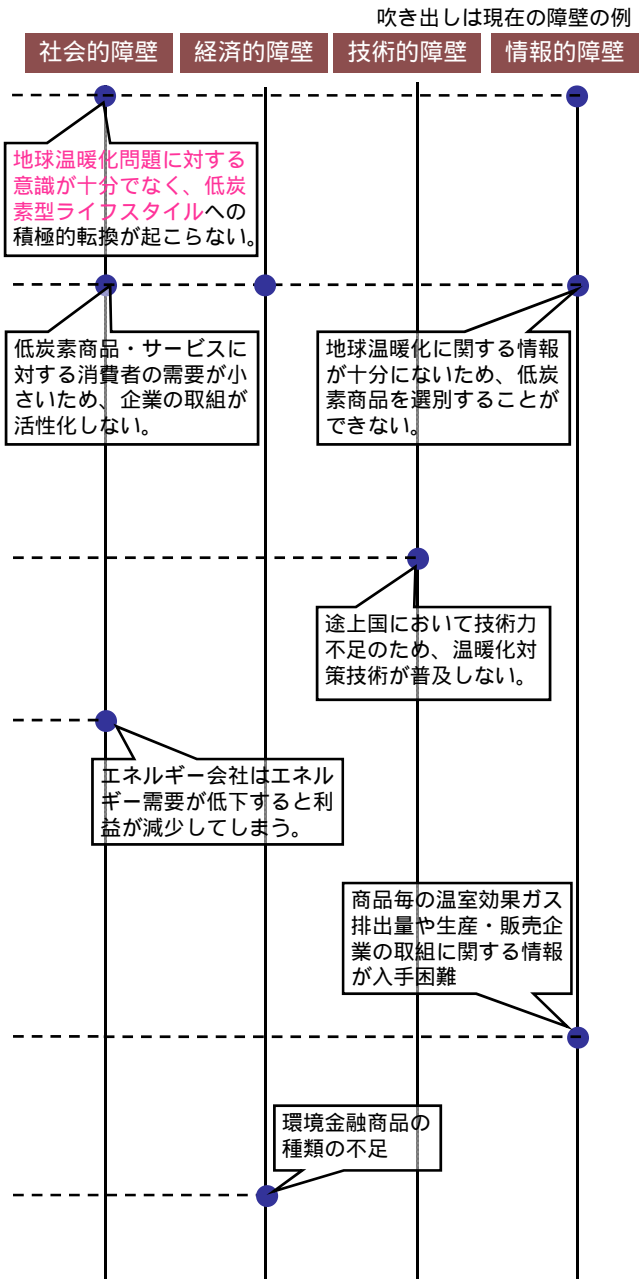 吹き出しは現在の障壁の例
社会的障壁 経済的障壁 技術的障壁 情報的障壁
地球温暖化問題に対する
意識が十分でなく、低炭
素型ライフスタイルへの
積極的転換が起こらない。
低炭素商品・サービスに
対する消費者の需要が小
さいため、企業の取組が
活性化しない。
地球温暖化に関する情報
が十分にないため、低炭
素商品を選別することが
できない。
途上国において技術力
不足のため、温暖化対
策技術が普及しない。
エネルギー会社はエネル
ギー需要が低下すると利
益が減少してしまう。
商品毎の温室効果ガス
排出量や生産・販売企
業の取組に関する情報
が入手困難
環境金融商品の
種類の不足